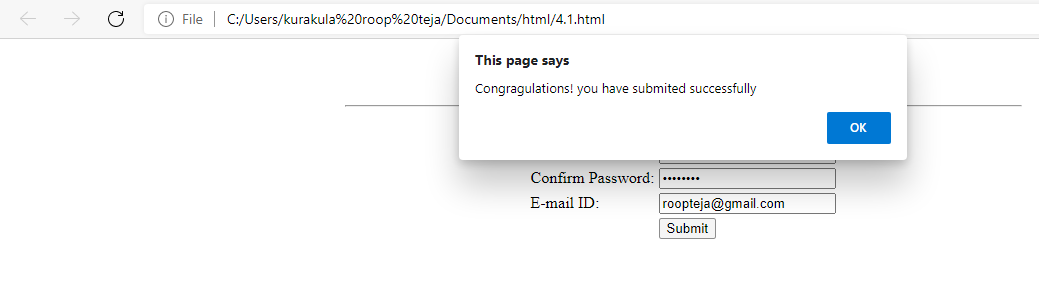 File | C:/Users/kurakula%20roop%20teja/Documents/html/4.1.html
This page says
Congragulations! you have submited successfully
OK
Confirm Password: ••••••••
E-mail ID: roopteja@gmail.com
Submit